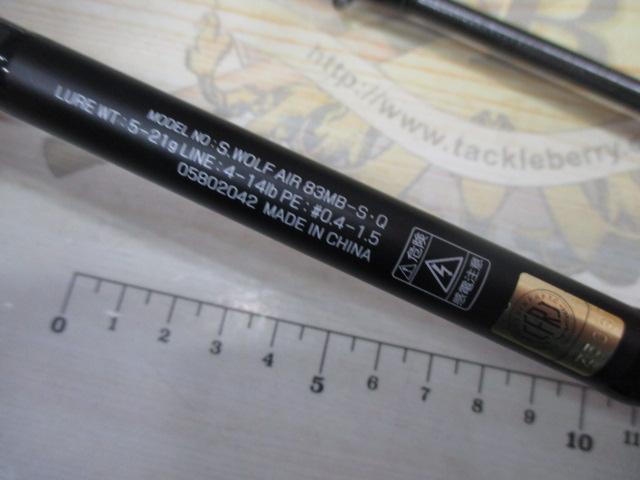 MODEL NO : S. WOLF AIR 83MB-S・Q
LURE WT : 5-21g LINE : 4-14lb PE : #0.4-1.5
05802042 MADE IN CHINA
危険
感電注意
http://www.tackleberry.
0 1 2 3 4 5 6 7 8 9 10 11